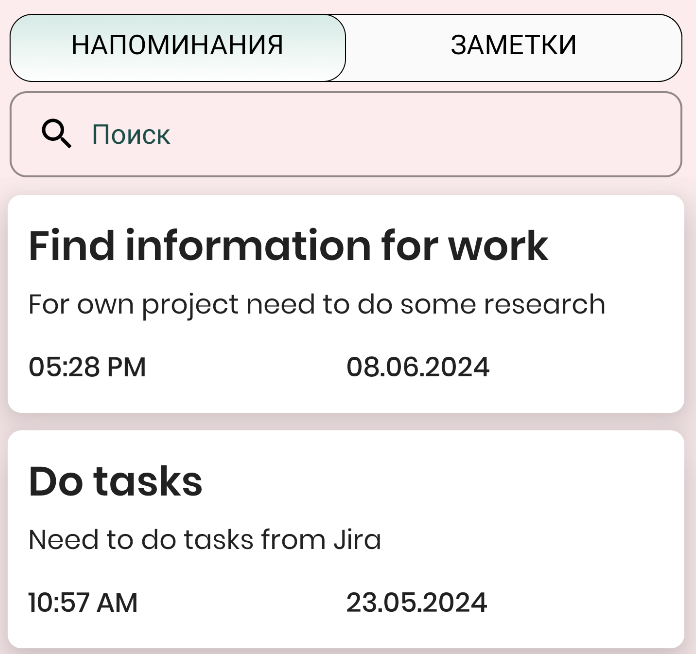 НАПОМИНАНИЯ ЗАМЕТКИ
Поиск
Find information for work
For own project need to do some research
05:28 PM 08.06.2024
Do tasks
Need to do tasks from Jira
10:57 AM 23.05.2024